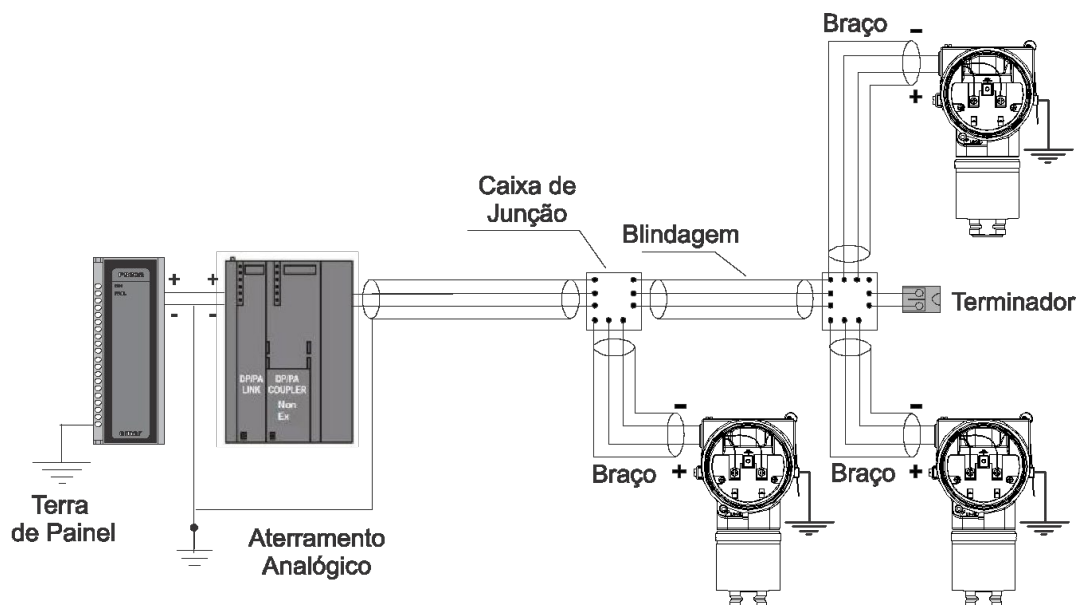 Braço
-
+
Caixa de
Junção
Blindagem
+ +
- -
Terminador
DP/PA
LINK
DP/PA
COUPLER
Non
Ex
-
Braço
+
-
Braço
+
Terra
de Painel
Aterramento
Analógico